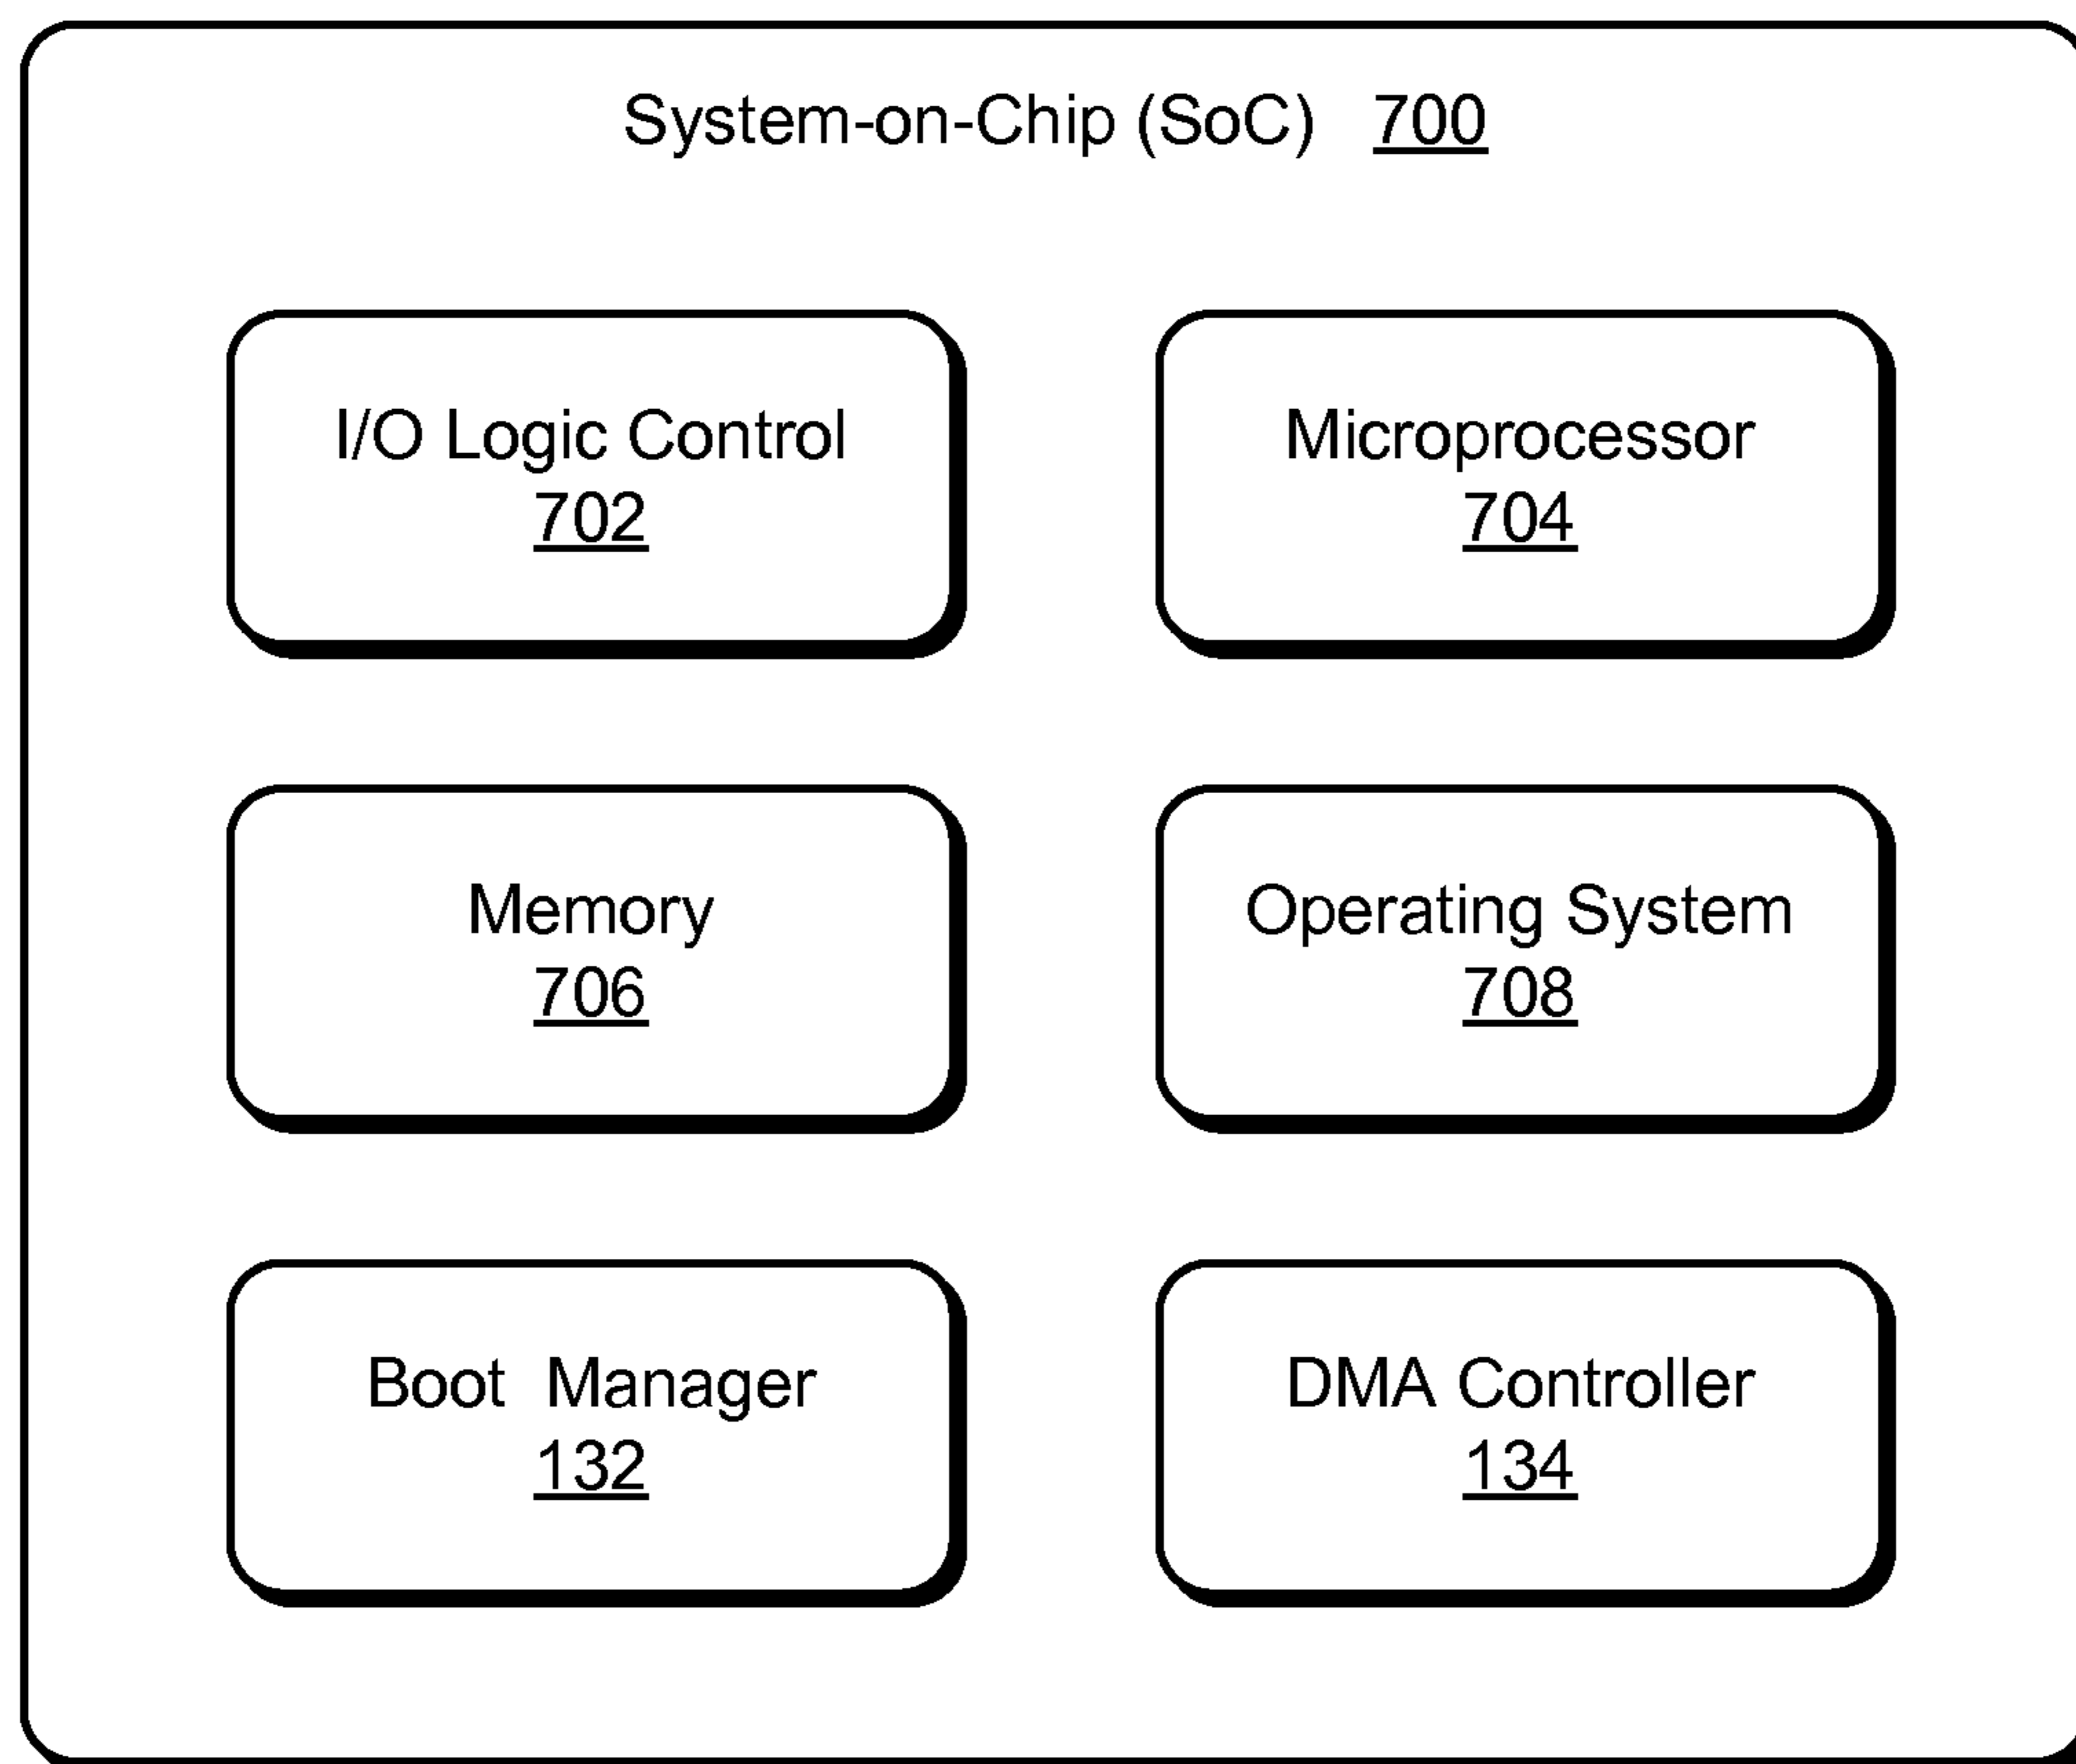 System-on-Chip (SoC) 700
I/O Logic Control
702
Microprocessor
704
Memory
706
Operating System
708
Boot Manager
132
DMA Controller
134